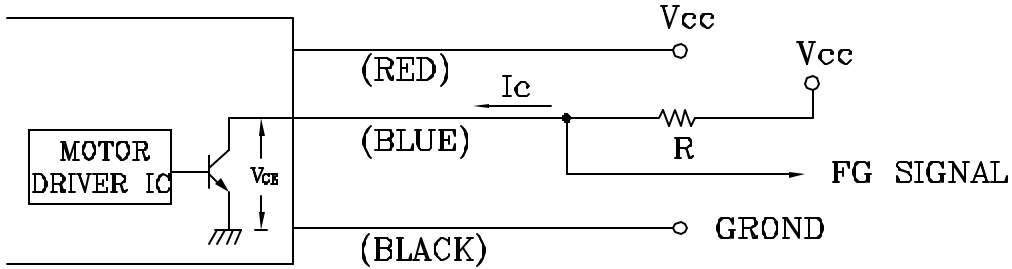 Vcc
Vcc
(RED)
Ic
(BLUE)
R
MOTOR
DRIVER IC
VCE
FG SIGNAL
GROND
(BLACK)